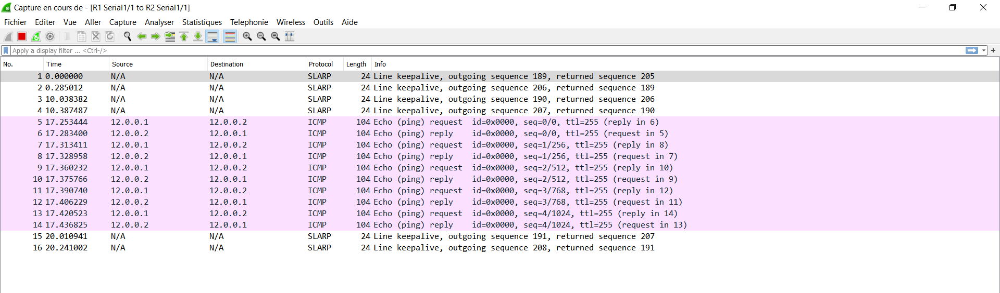 Capture en cours de - [R1 Serial1/1 to R2 Serial1/1]
Fichier Editer Vue Aller Capture Analyser Statistiques Telephonie Wireless Outils Aide
Apply a display filter ... <Ctrl-/>
No. Time Source Destination Protocol Length Info
1 0.000000 N/A N/A SLARP 24 Line keepalive, outgoing sequence 189, returned sequence 205
2 0.285012 N/A N/A SLARP 24 Line keepalive, outgoing sequence 206, returned sequence 189
3 10.038382 N/A N/A SLARP 24 Line keepalive, outgoing sequence 190, returned sequence 206
4 10.387487 N/A N/A SLARP 24 Line keepalive, outgoing sequence 207, returned sequence 190
5 17.253444 12.0.0.1 12.0.0.2 ICMP 104 Echo (ping) request id=0x0000, seq=0/0, ttl=255 (reply in 6)
6 17.283400 12.0.0.2 12.0.0.1 ICMP 104 Echo (ping) reply id=0x0000, seq=0/0, ttl=255 (request in 5)
7 17.313411 12.0.0.1 12.0.0.2 ICMP 104 Echo (ping) request id=0x0000, seq=1/256, ttl=255 (reply in 8)
8 17.328958 12.0.0.2 12.0.0.1 ICMP 104 Echo (ping) reply id=0x0000, seq=1/256, ttl=255 (request in 7)
9 17.360232 12.0.0.1 12.0.0.2 ICMP 104 Echo (ping) request id=0x0000, seq=2/512, ttl=255 (reply in 10)
10 17.375766 12.0.0.2 12.0.0.1 ICMP 104 Echo (ping) reply id=0x0000, seq=2/512, ttl=255 (request in 9)
11 17.390740 12.0.0.1 12.0.0.2 ICMP 104 Echo (ping) request id=0x0000, seq=3/768, ttl=255 (reply in 12)
12 17.406229 12.0.0.2 12.0.0.1 ICMP 104 Echo (ping) reply id=0x0000, seq=3/768, ttl=255 (request in 11)
13 17.420523 12.0.0.1 12.0.0.2 ICMP 104 Echo (ping) request id=0x0000, seq=4/1024, ttl=255 (reply in 14)
14 17.436825 12.0.0.2 12.0.0.1 ICMP 104 Echo (ping) reply id=0x0000, seq=4/1024, ttl=255 (request in 13)
15 20.010941 N/A N/A SLARP 24 Line keepalive, outgoing sequence 191, returned sequence 207
16 20.241002 N/A N/A SLARP 24 Line keepalive, outgoing sequence 208, returned sequence 191